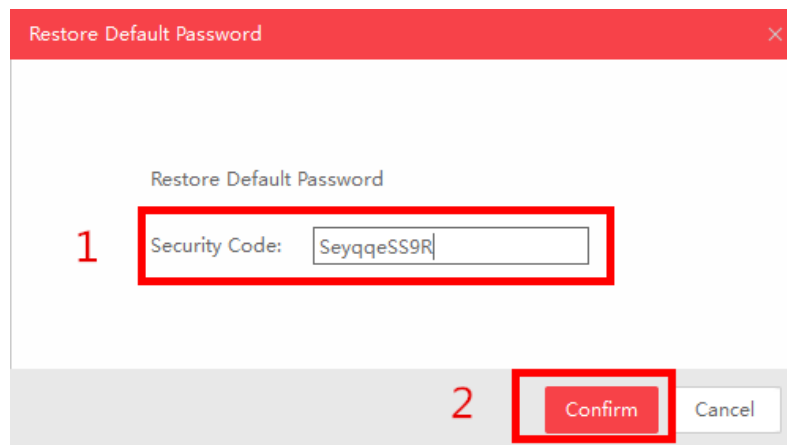 Restore Default Password
Restore Default Password
1 Security Code: SeyqqeSS9R
2 Confirm Cancel